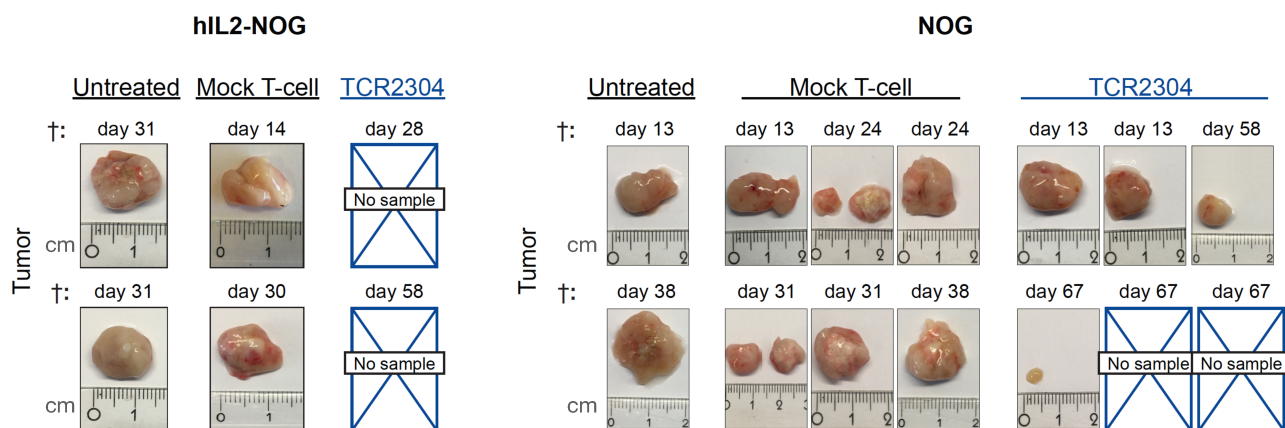 hIL2-NOG
NOG
Untreated
Mock T-cell
TCR2304
Untreated
Mock T-cell
TCR2304
†:
day 31
day 14
day 28
†:
day 13
day 13
day 24
day 24
day 13
day 13
day 58
No sample
cm
0 1
0 1
cm
0 1 2
0 1 2
1 2
0 1 2
0 1 2
0 1 2
0 1 2
Tumor
Tumor
†:
day 31
day 30
day 58
†:
day 38
day 31
day 31
day 38
day 67
day 67
day 67
No sample
No sample
No sample
cm
0 1
0 1
cm
0 1 2
0 1 2
0 1 2
0 1 2
0 1 2